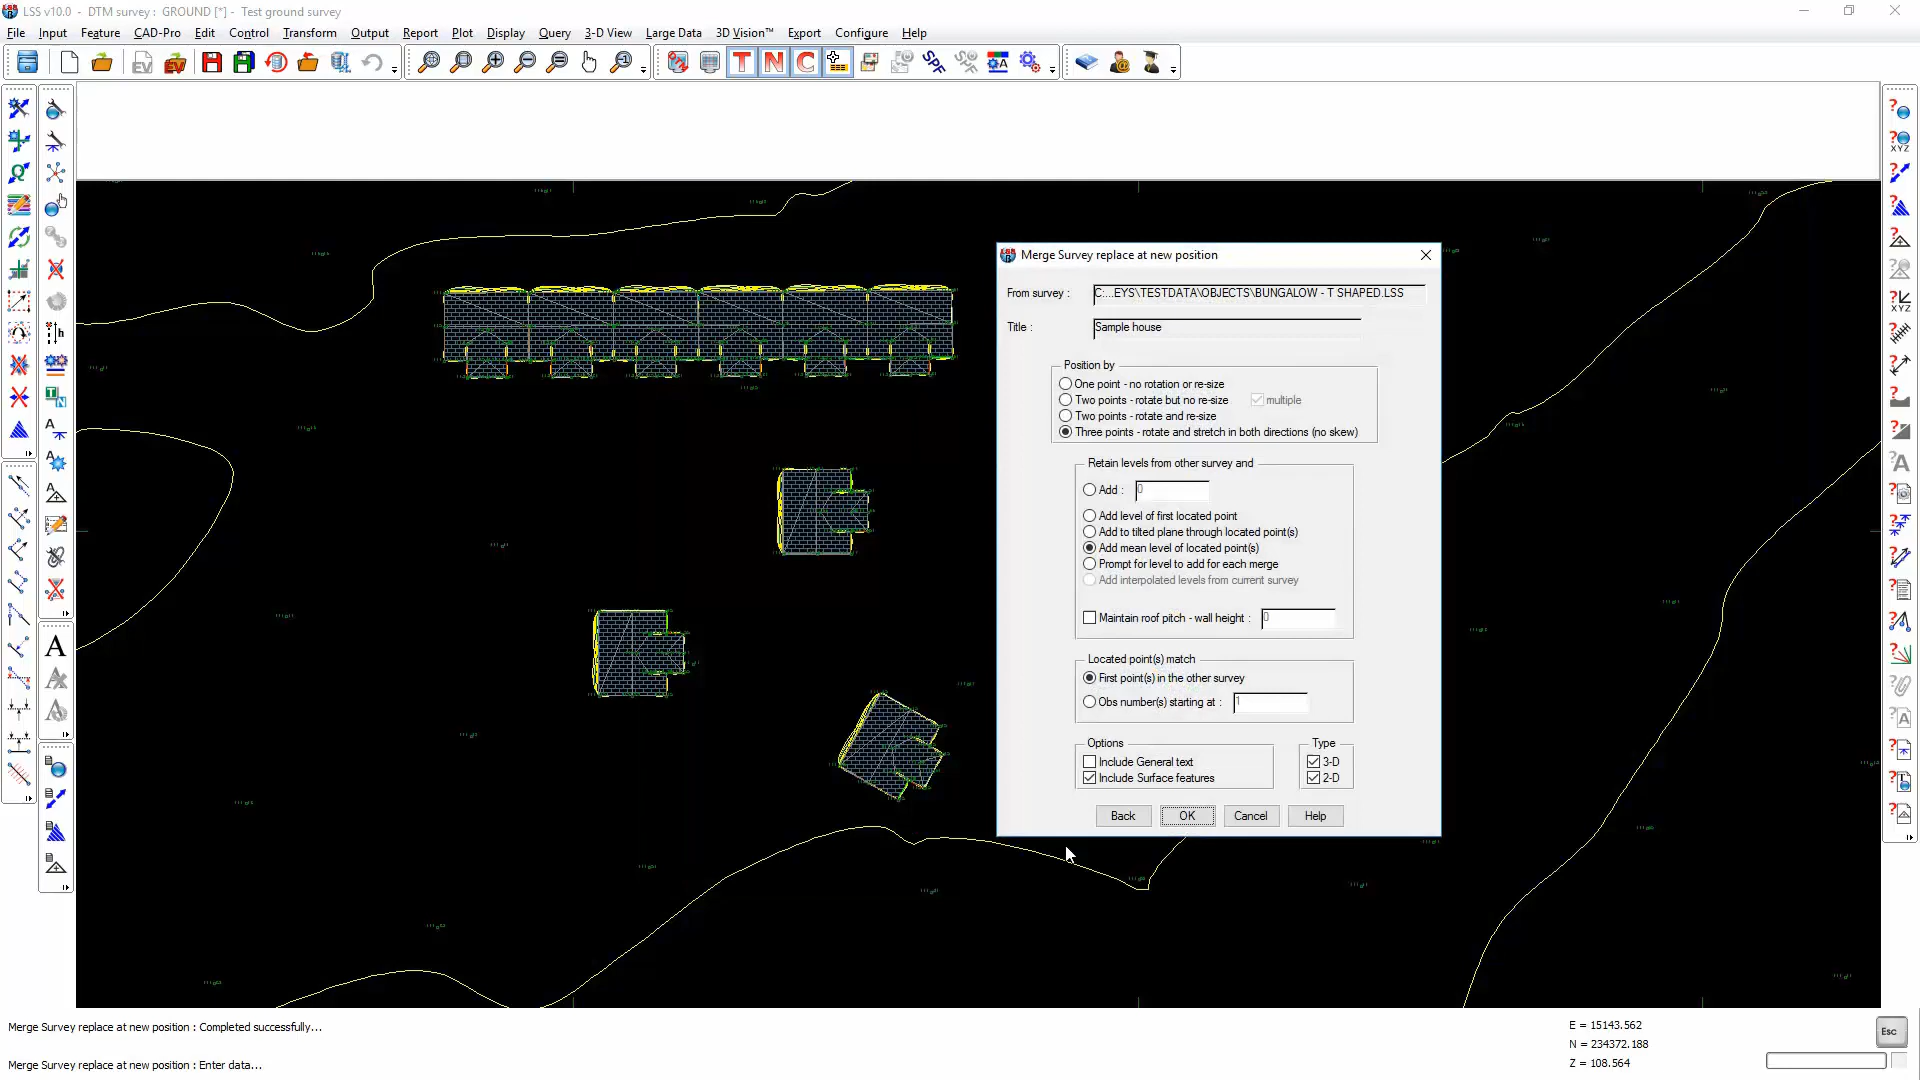 LSS v10.0 - DTM survey : GROUND [*] - Test ground survey
File Input Feature CAD-Pro Edit Control Transform Output Report Plot Display Query 3-D View Large Data 3D Vision™ Export Configure Help
Merge Survey replace at new position
From survey : C:...EYS\TESTDATA\OBJECTS\BUNGALOW - T SHAPED.LSS
Title : Sample house
Position by
One point - no rotation or re-size
Two points - rotate but no re-size multiple
Two points - rotate and re-size
Three points - rotate and stretch in both directions (no skew)
Retain levels from other survey and
Add : 0
Add level of first located point
Add to tilted plane through located point(s)
Add mean level of located point(s)
Prompt for level to add for each merge
Add interpolated levels from current survey
Maintain roof pitch - wall height : 0
Located point(s) match
First point(s) in the other survey
Obs number(s) starting at : 1
Options Type
Include General text 3-D
Include Surface features 2-D
Back OK Cancel Help
Merge Survey replace at new position : Completed successfully...
Merge Survey replace at new position : Enter data...
E = 15143.562
N = 234372.188
Z = 108.564
Esc